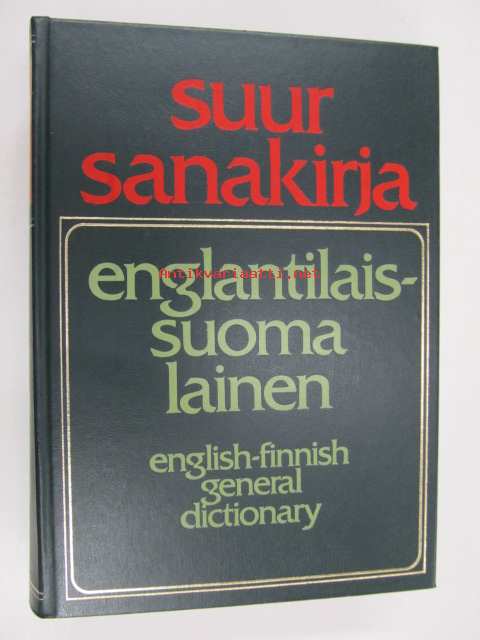 suur
sanakirja
englantilais-
Antikvariaatti.net
suoma
lainen
english-finnish
general
dictionary